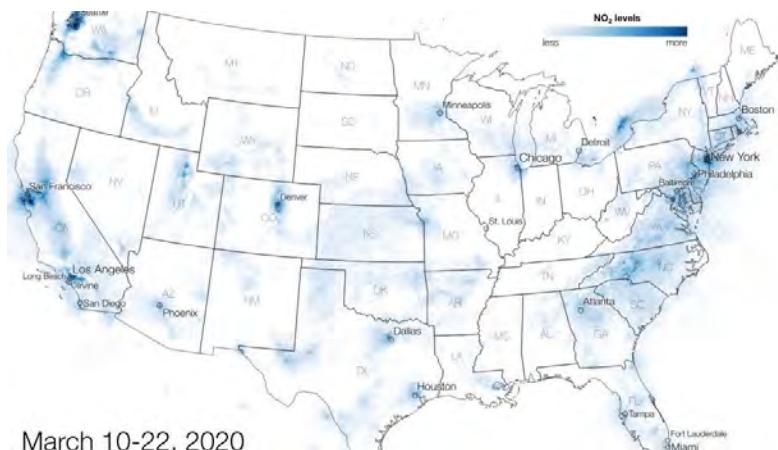 NO₂ levels
less more
Seattle
WA
MT
ND
MN
ME
OR
ID
WY
SD
Minneapolis
WI
MI
VT
NH
NY
Boston
Detroit
Chicago
New York
Philadelphia
Baltimore
PA
NE
IA
IL
IN
OH
WV
VA
San Francisco
NV
UT
Denver
CO
KS
MO
St. Louis
KY
CA
Los Angeles
Long Beach
Irvine
San Diego
AZ
Phoenix
NM
OK
AR
TN
NC
SC
Atlanta
MS
AL
GA
Dallas
TX
LA
Houston
FL
Tampa
Fort Lauderdale
Miami
March 10-22, 2020